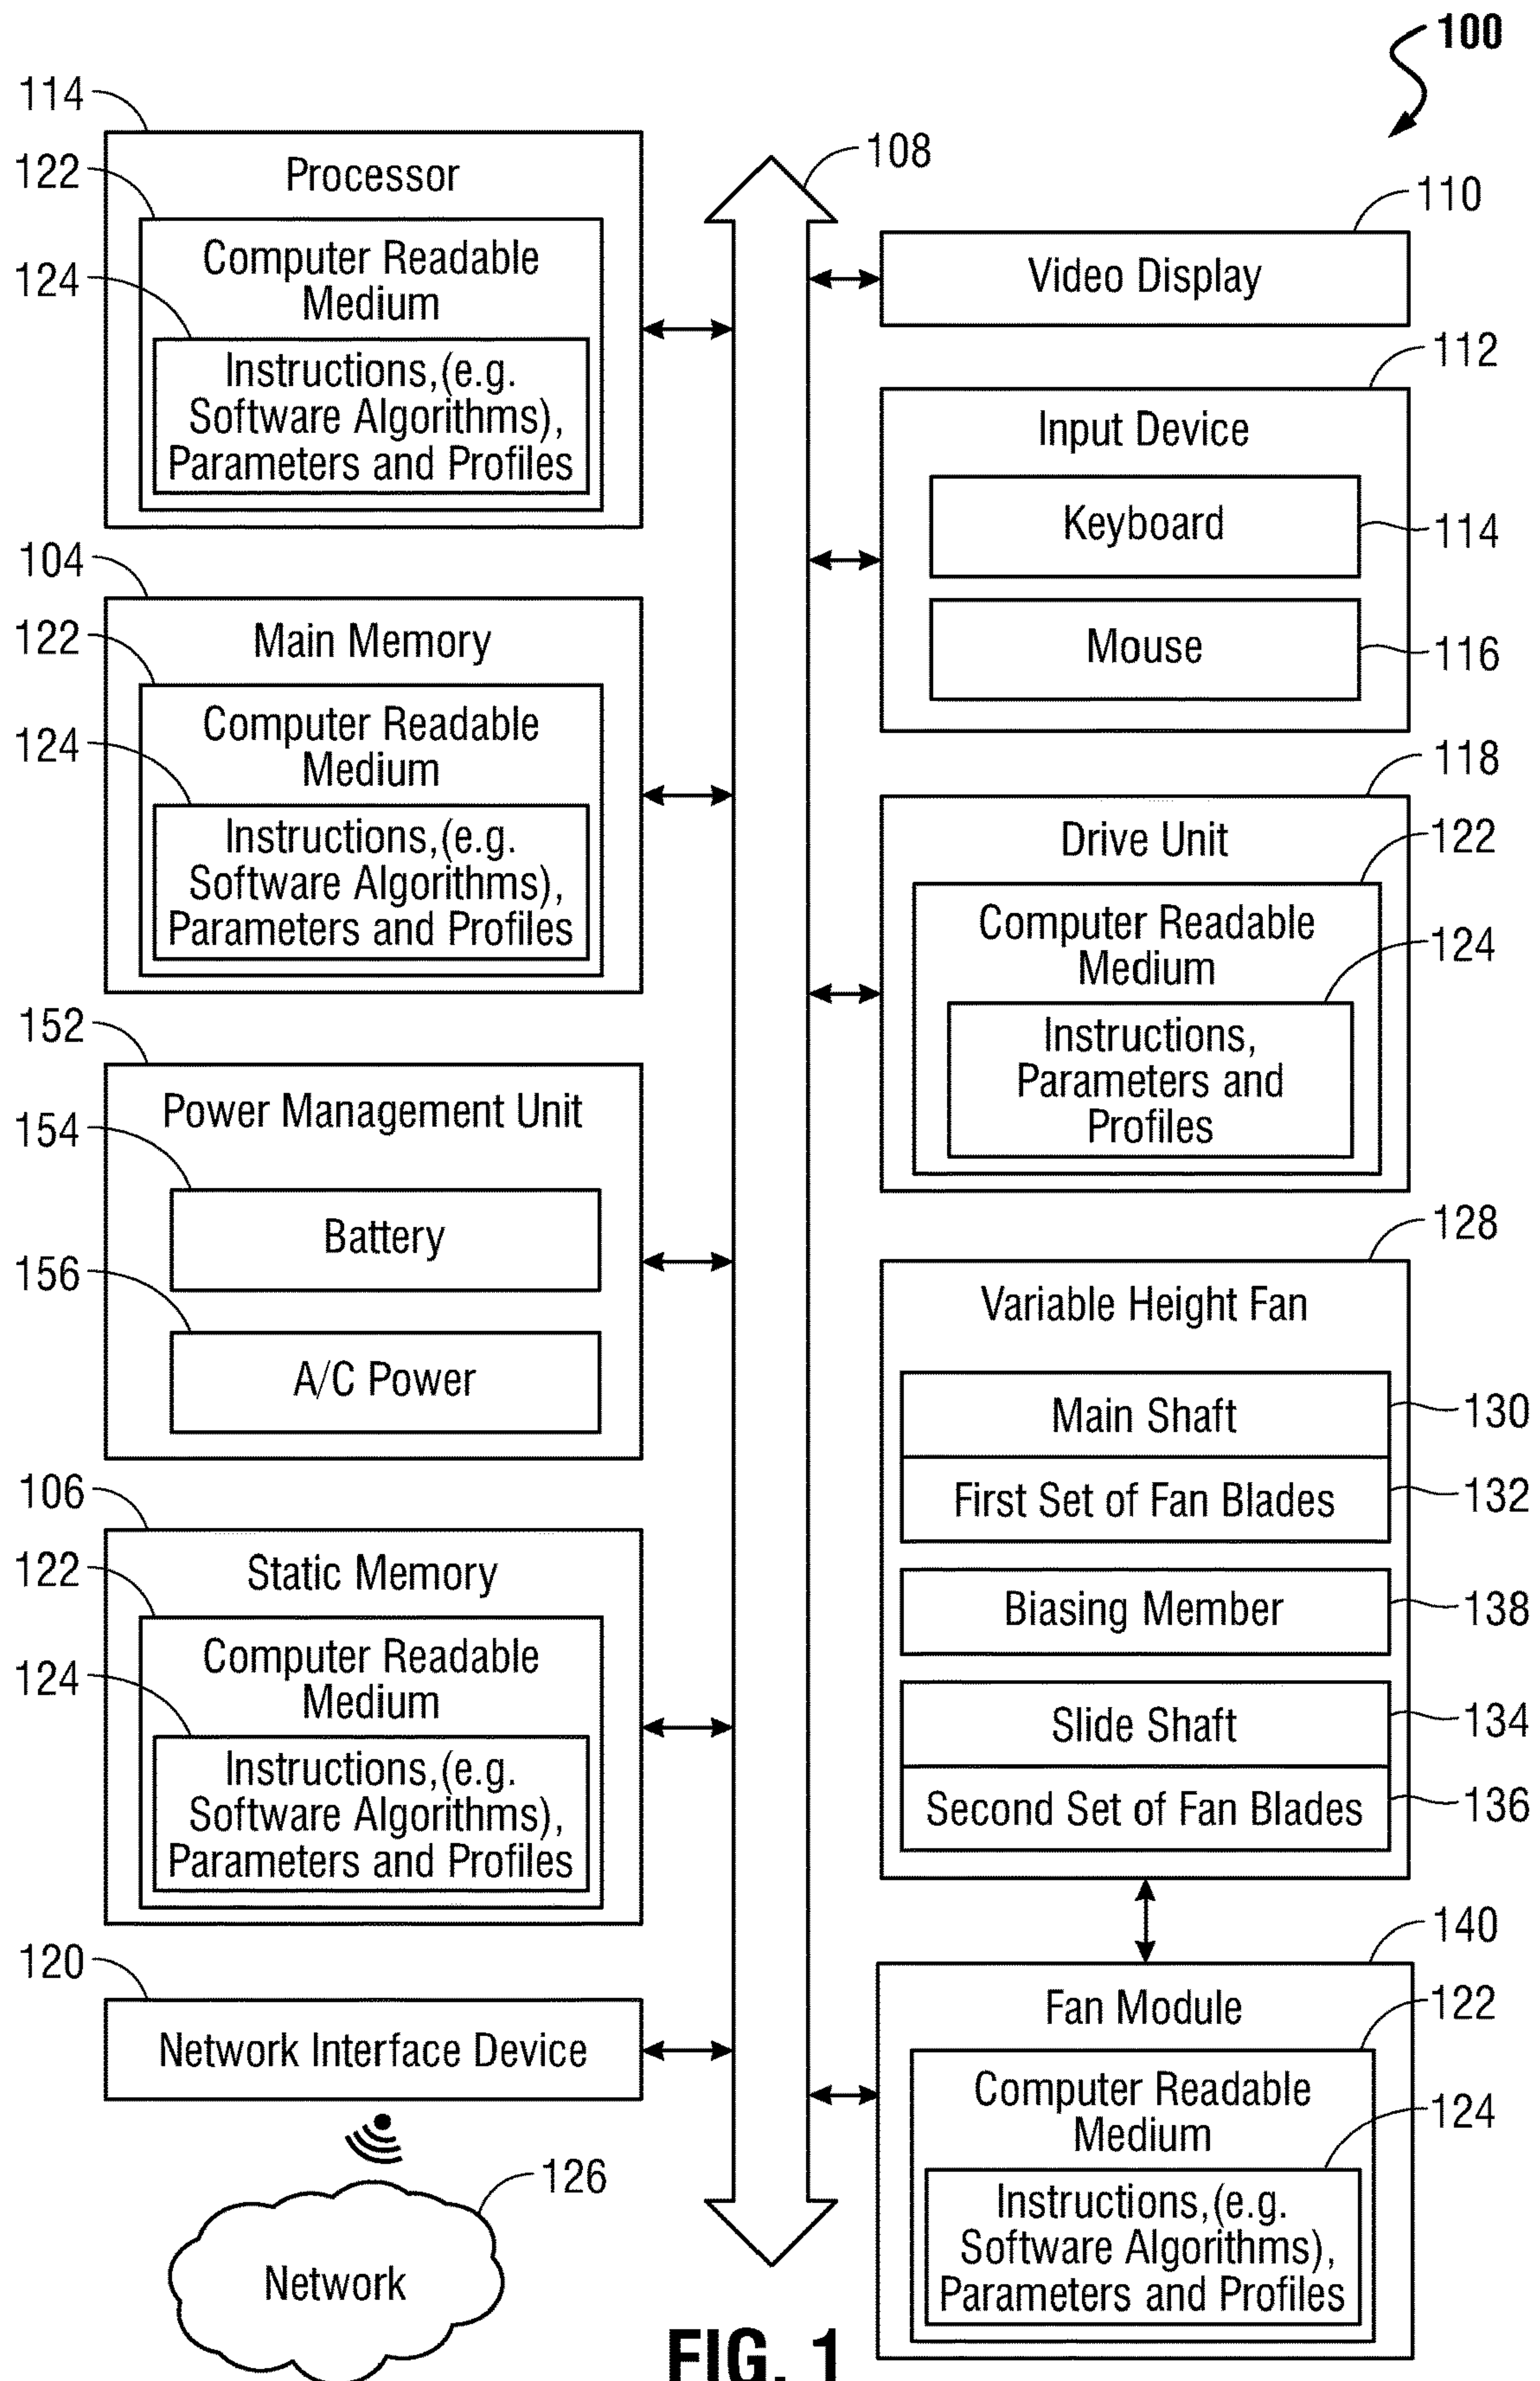 100
114
Processor
122
Computer Readable
Medium
124
Instructions,(e.g.
Software Algorithms),
Parameters and Profiles
104
Main Memory
122
Computer Readable
Medium
124
Instructions,(e.g.
Software Algorithms),
Parameters and Profiles
152
Power Management Unit
154
Battery
156
A/C Power
106
Static Memory
122
Computer Readable
Medium
124
Instructions,(e.g.
Software Algorithms),
Parameters and Profiles
120
Network Interface Device
126
Network
108
110
Video Display
112
Input Device
Keyboard
114
Mouse
116
118
Drive Unit
122
Computer Readable
Medium
124
Instructions,
Parameters and
Profiles
128
Variable Height Fan
Main Shaft
130
First Set of Fan Blades
132
Biasing Member
138
Slide Shaft
134
Second Set of Fan Blades
136
140
Fan Module
122
Computer Readable
Medium
124
Instructions,(e.g.
Software Algorithms),
Parameters and Profiles
FIG. 1